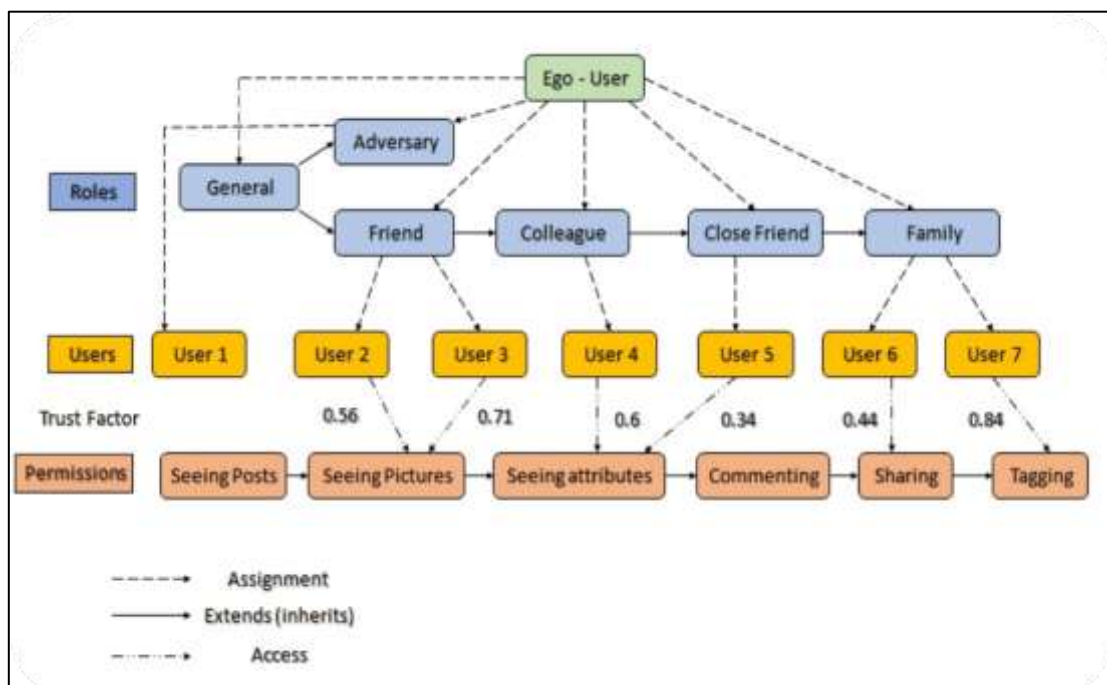 Ego - User
Adversary
Roles
General
Friend
Colleague
Close Friend
Family
Users
User 1
User 2
User 3
User 4
User 5
User 6
User 7
Trust Factor
0.56
0.71
0.6
0.34
0.44
0.84
Permissions
Seeing Posts
Seeing Pictures
Seeing attributes
Commenting
Sharing
Tagging
Assignment
Extends (inherits)
Access